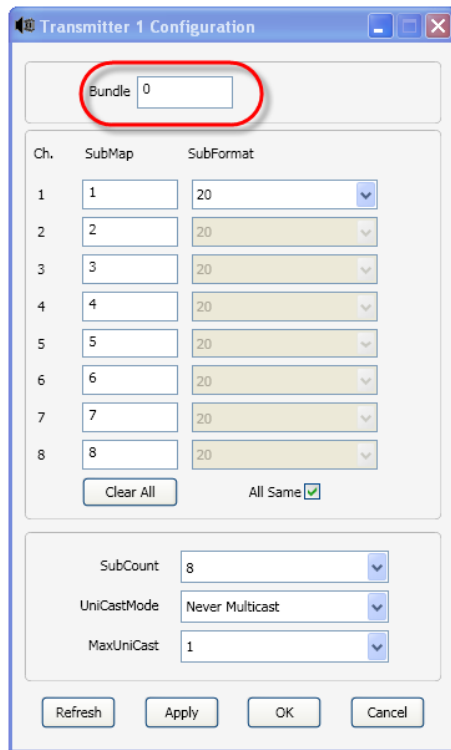 Transmitter 1 Configuration
Bundle 0
Ch. SubMap SubFormat
1 1 20
2 2 20
3 3 20
4 4 20
5 5 20
6 6 20
7 7 20
8 8 20
Clear All All Same
SubCount 8
UniCastMode Never Multicast
MaxUniCast 1
Refresh Apply OK Cancel